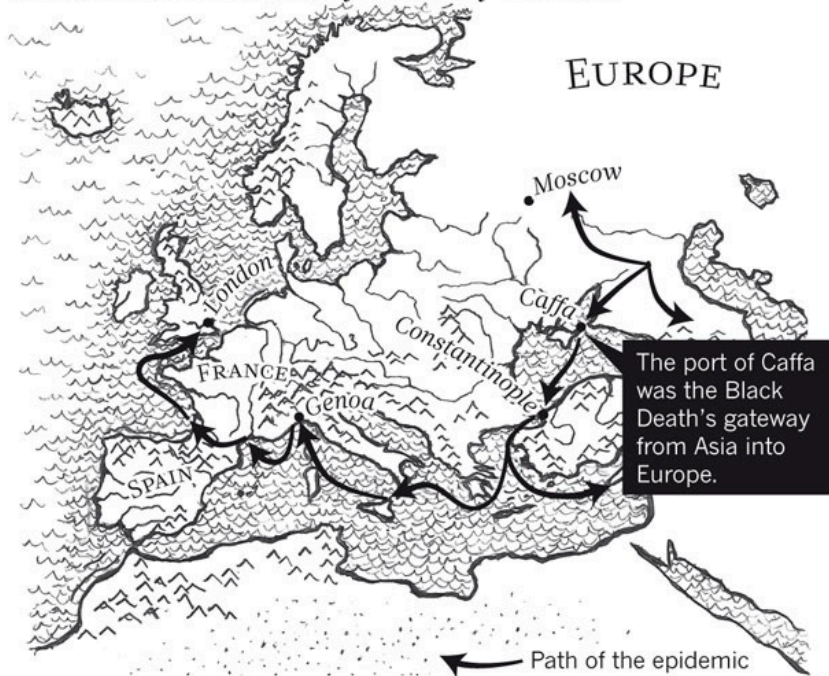 EUROPE
Moscow
London
Caffa
Constantinople
FRANCE
Genoa
The port of Caffa
was the Black
Death's gateway
from Asia into
Europe.
SPAIN
Path of the epidemic